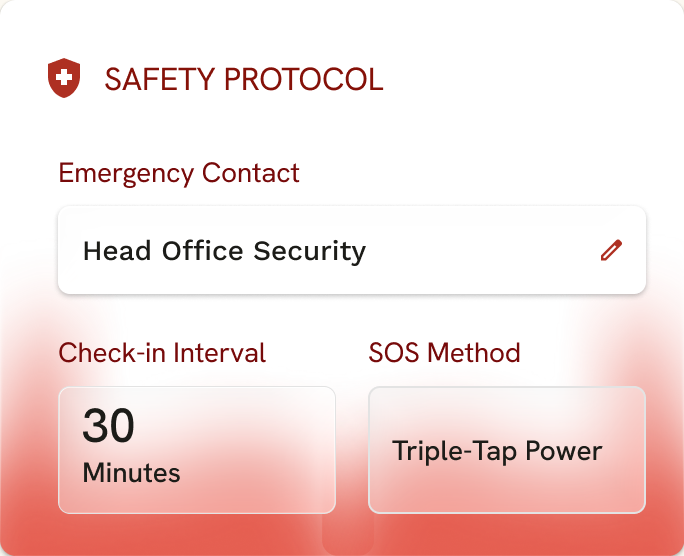 SAFETY PROTOCOL
Emergency Contact
Head Office Security
Check-in Interval
SOS Method
30
Minutes
Triple-Tap Power